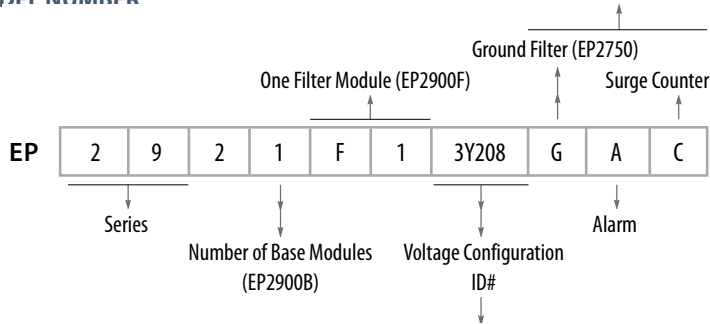 Ground Filter (EP2750)
One Filter Module (EP2900F)
Surge Counter
EP 2 9 2 1 F 1 3Y208 G A C
Series
Alarm
Number of Base Modules
(EP2900B)
Voltage Configuration
ID#